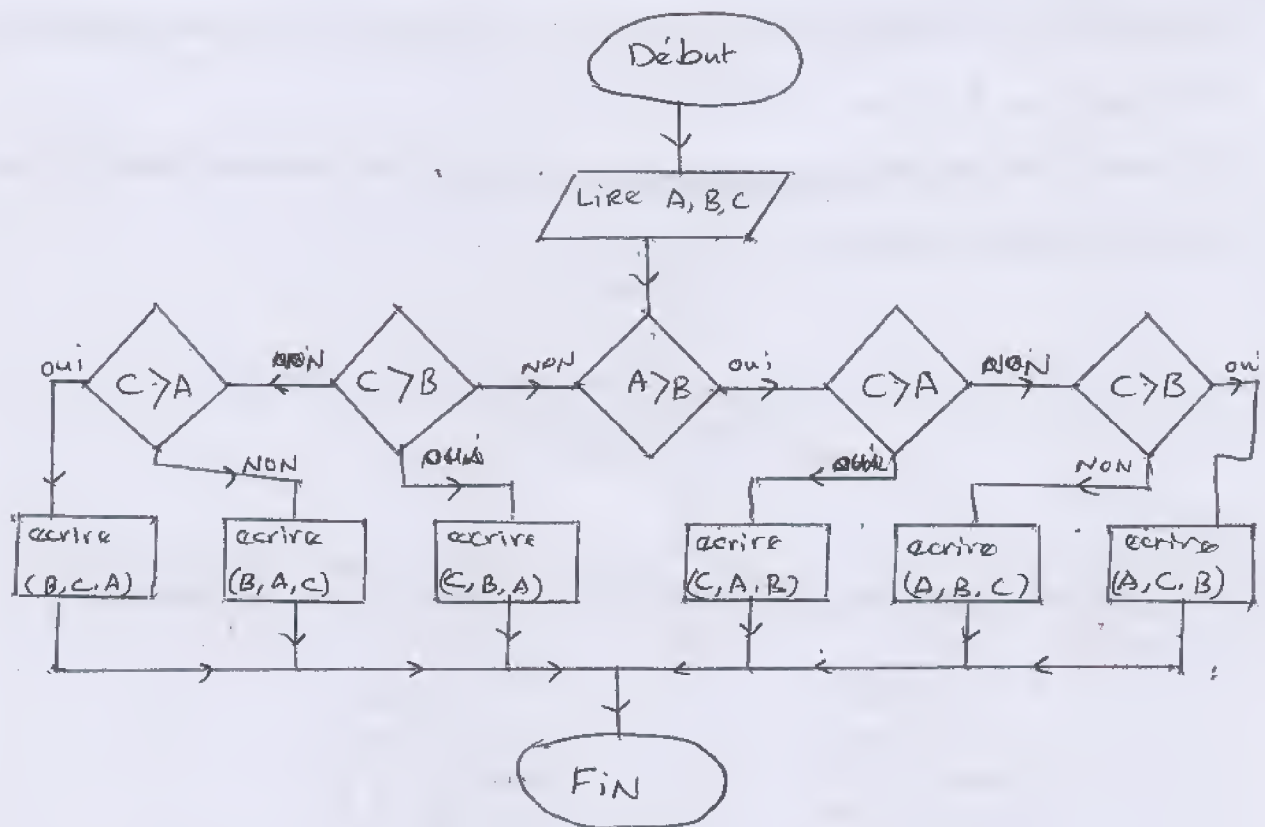 Début
Lire A, B, C
oui
C>A
NON
C>B
NON
A>B
oui
C>A
NON
C>B
oui
NON
oui
oui
NON
ecrire
(B, C, A)
ecrire
(B, A, C)
ecrire
(C, B, A)
ecrire
(C, A, B)
ecrire
(A, B, C)
ecrire
(A, C, B)
FiN